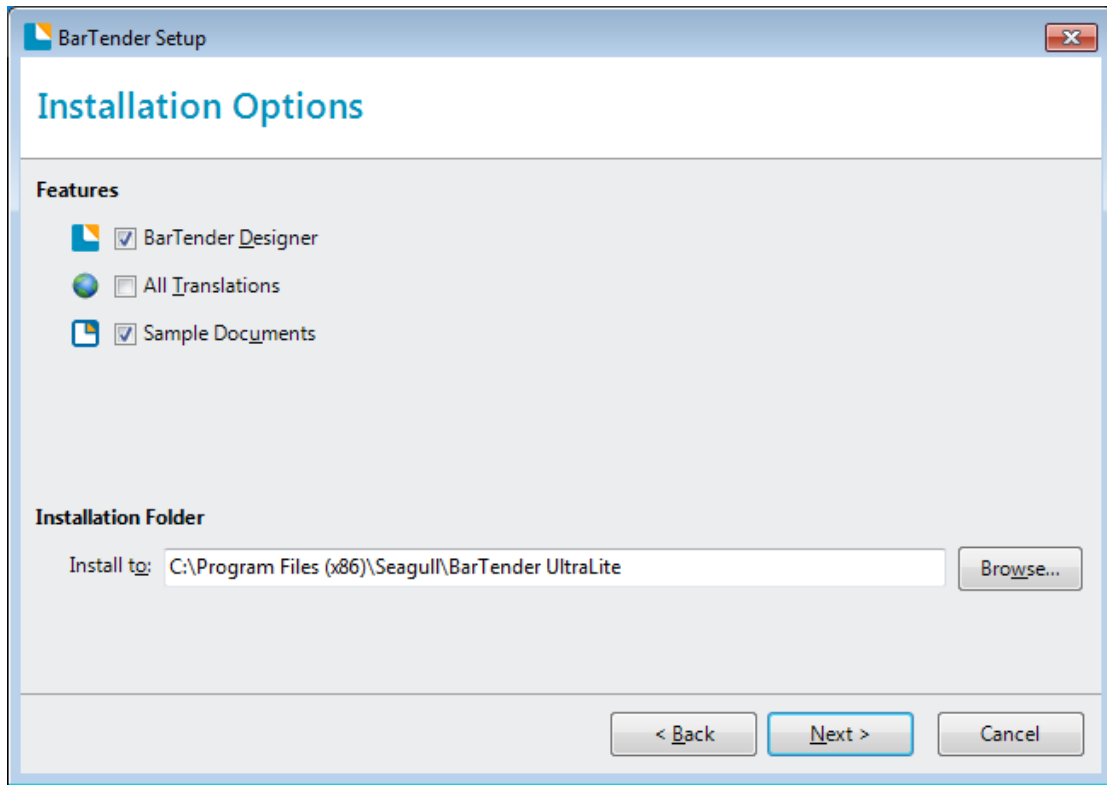 BarTender Setup
Installation Options
Features
BarTender Designer
All Translations
Sample Documents
Installation Folder
Install to: C:\Program Files (x86)\Seagull\BarTender UltraLite Browse...
< Back Next > Cancel